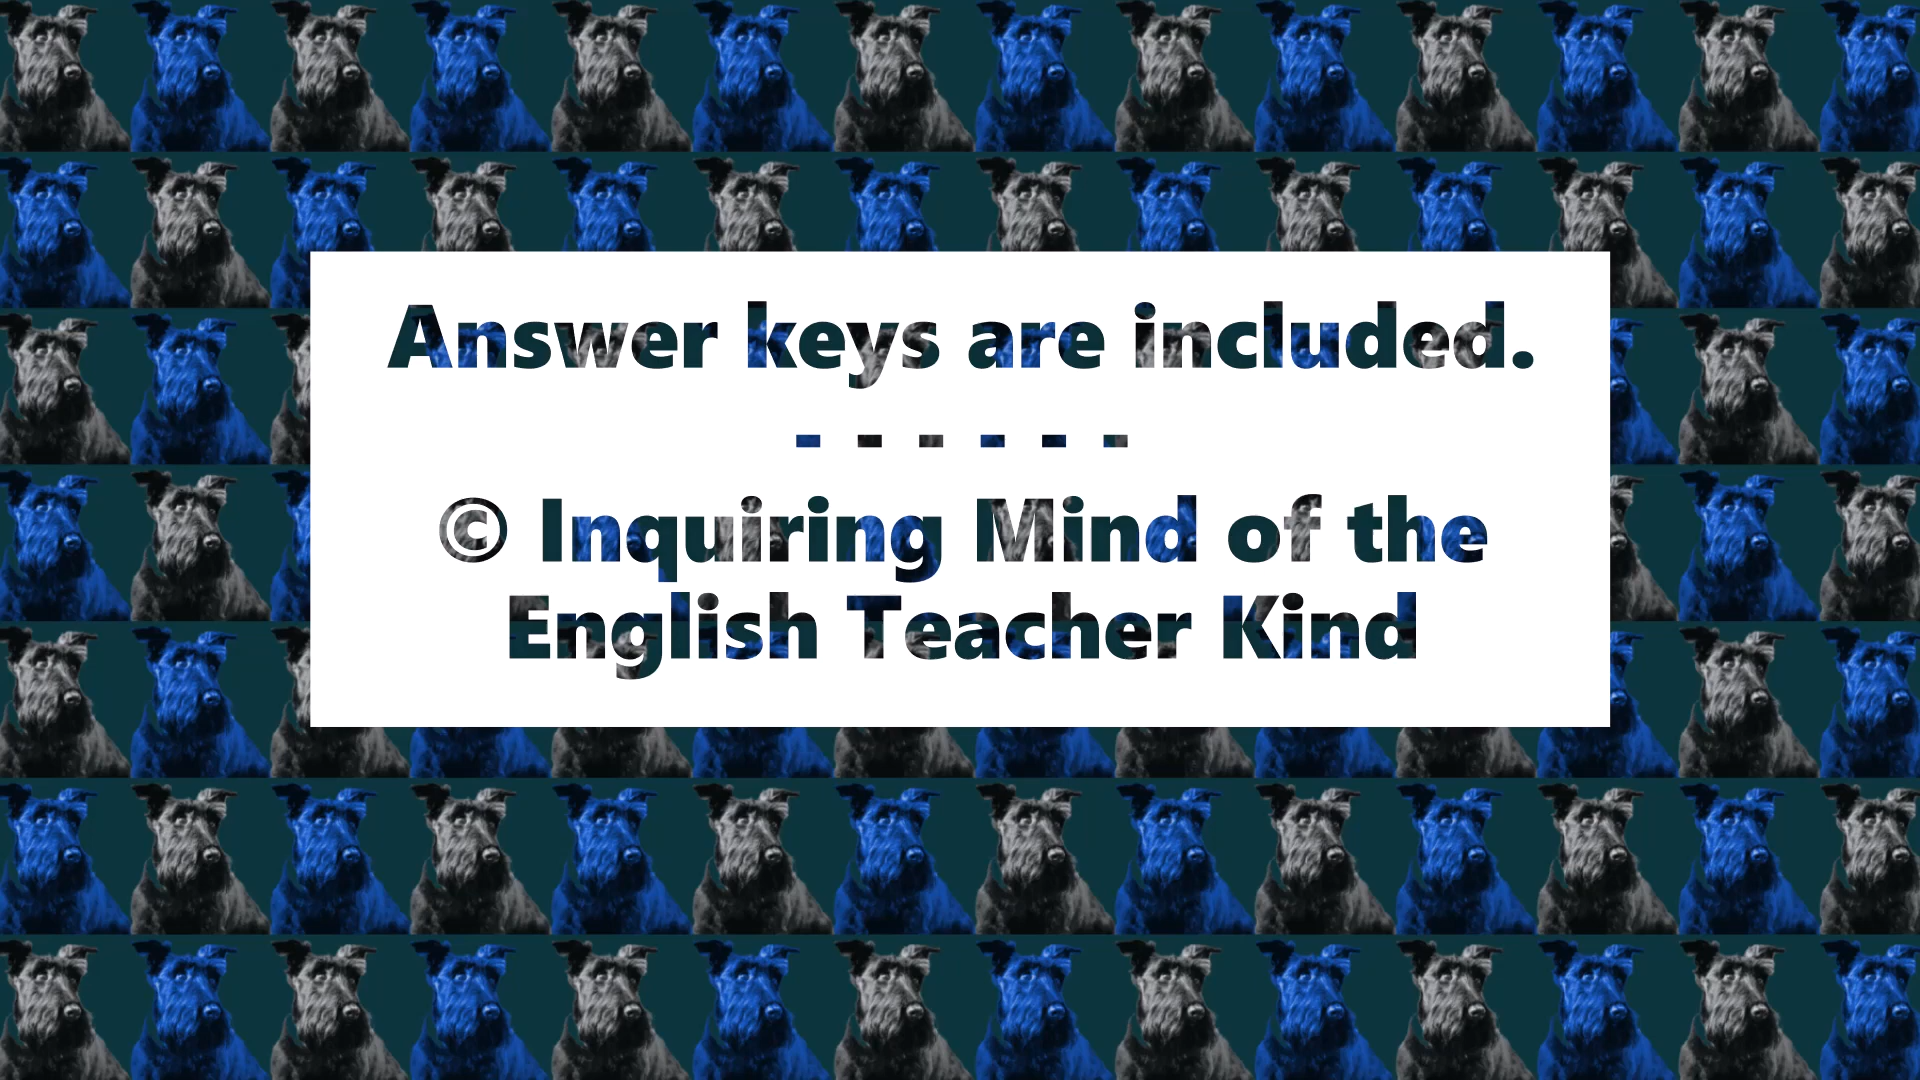 Answer keys are included.
- - - - - -
© Inquiring Mind of the
English Teacher Kind